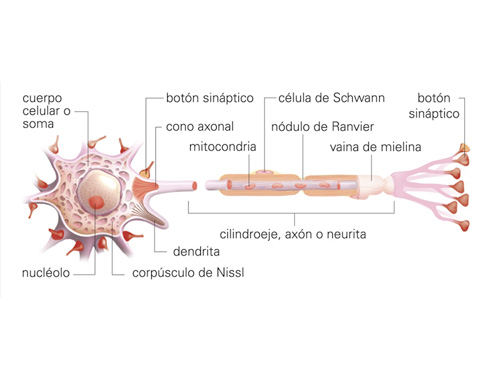 cuerpo
celular o
soma
botón sináptico
célula de Schwann
botón
sináptico
cono axonal
nódulo de Ranvier
mitocondria
vaina de mielina
cilindroeje, axón o neurita
dendrita
nucléolo
corpúsculo de Nissl